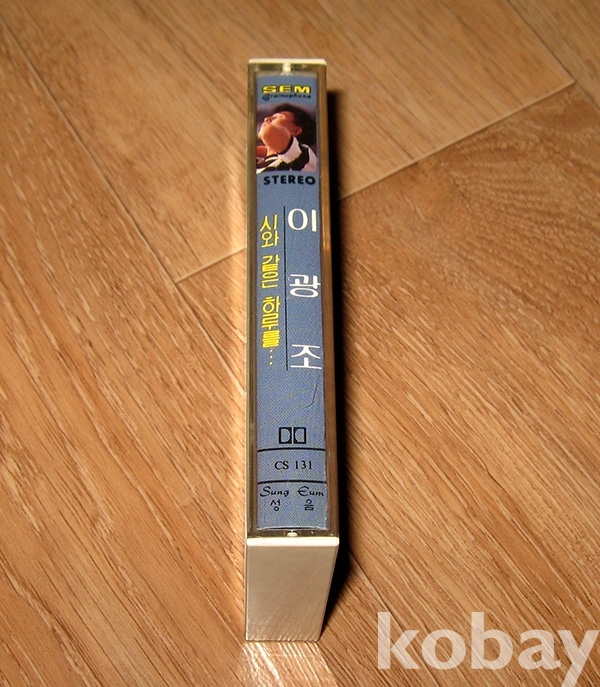 SEM
Gramophone
STEREO
이광조
시와 같은 하루를...
CS 131
Sung Eum
성 음
kobay